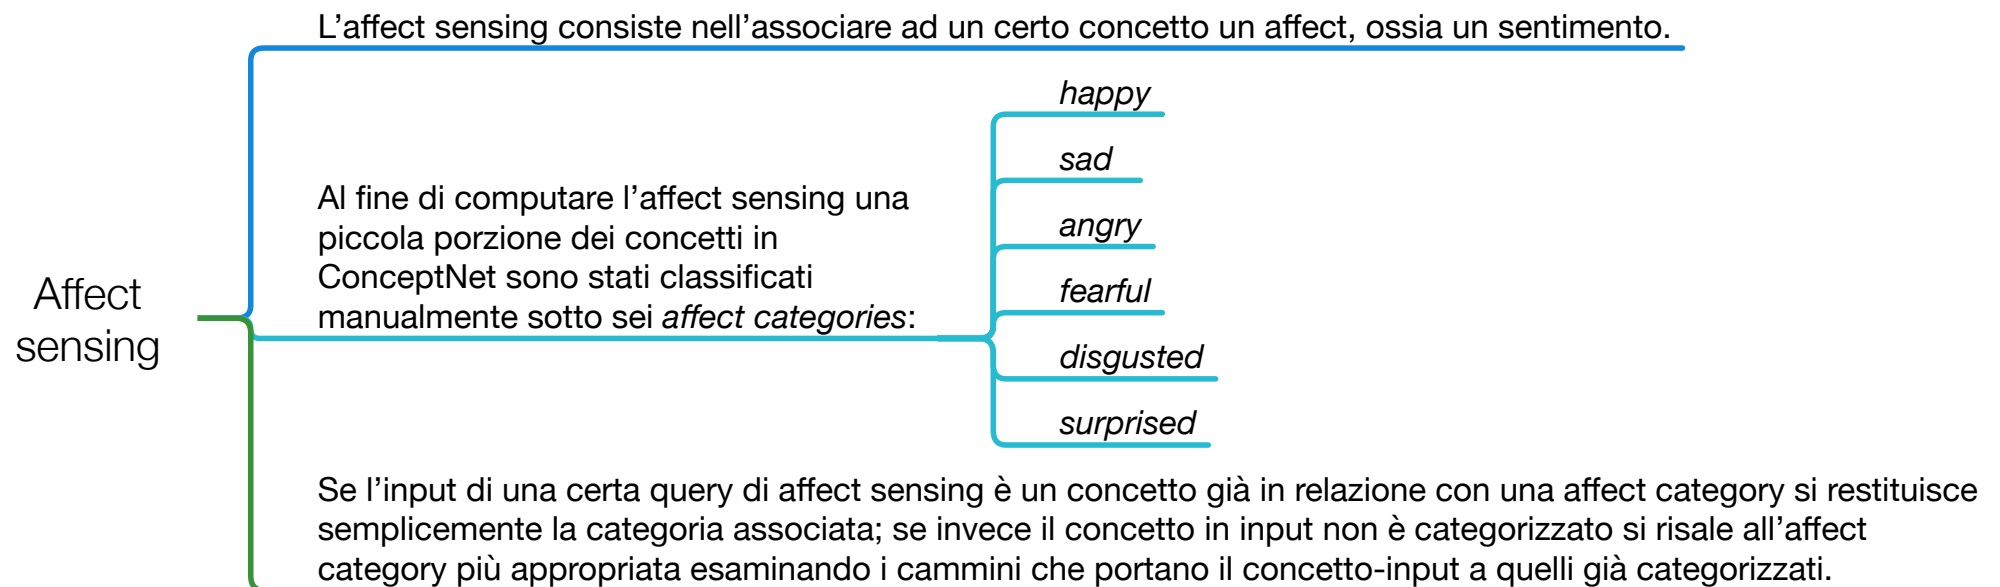 L’affect sensing consiste nell’associare ad un certo concetto un affect, ossia un sentimento.
Affect
sensing
Al fine di computare l’affect sensing una
piccola porzione dei concetti in
ConceptNet sono stati classificati
manualmente sotto sei affect categories:
happy
sad
angry
fearful
disgusted
surprised
Se l’input di una certa query di affect sensing è un concetto già in relazione con una affect category si restituisce
semplicemente la categoria associata; se invece il concetto in input non è categorizzato si risale all’affect
category più appropriata esaminando i cammini che portano il concetto-input a quelli già categorizzati.